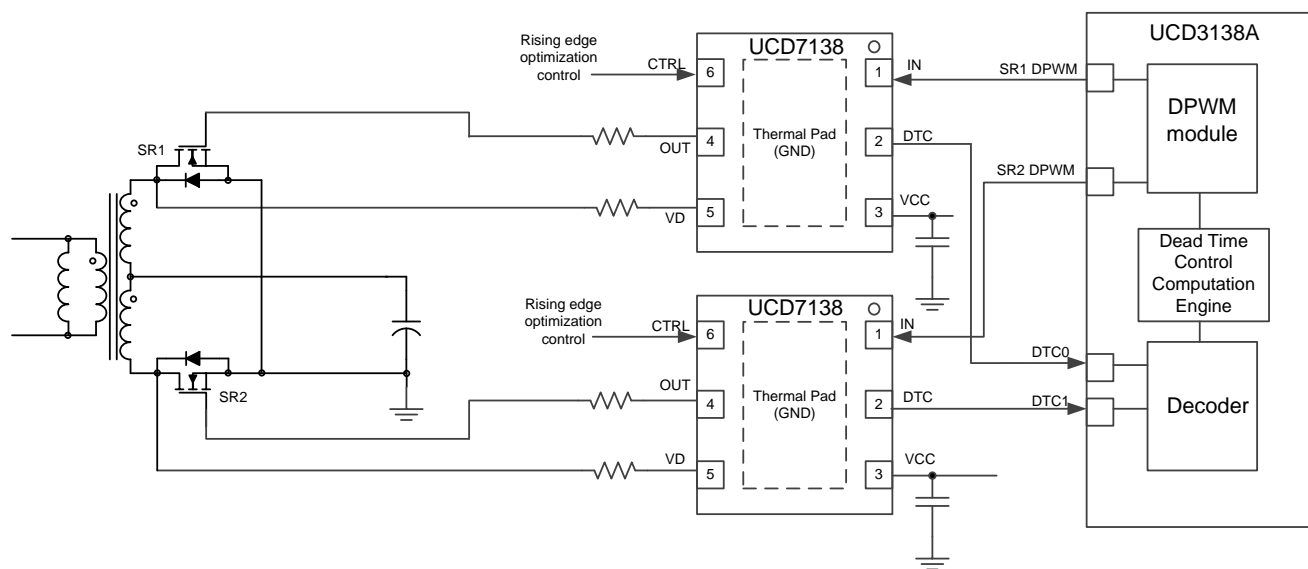 UCD7138
UCD3138A
Rising edge
optimization
control
CTRL
6
1
IN
SR1 DPWM
DPWM
module
SR1
4
OUT
Thermal Pad
(GND)
2
DTC
SR2 DPWM
5
VD
3
VCC
Dead Time
Control
Computation
Engine
UCD7138
Rising edge
optimization
control
CTRL
6
1
IN
DTC0
SR2
OUT
4
Thermal Pad
(GND)
2
DTC
DTC1
Decoder
VD
5
3
VCC